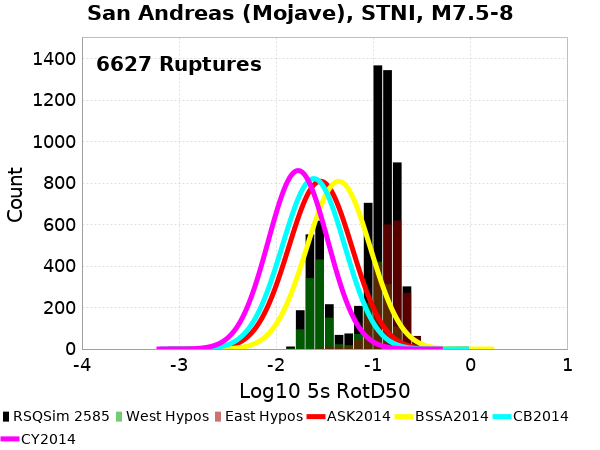 San Andreas (Mojave), STNI, M7.5-8
6627 Ruptures
Count
1400
1200
1000
800
600
400
200
0
-4 -3 -2 -1 0 1
Log10 5s RotD50
RSQSim 2585 West Hypos East Hypos ASK2014 BSSA2014 CB2014
CY2014